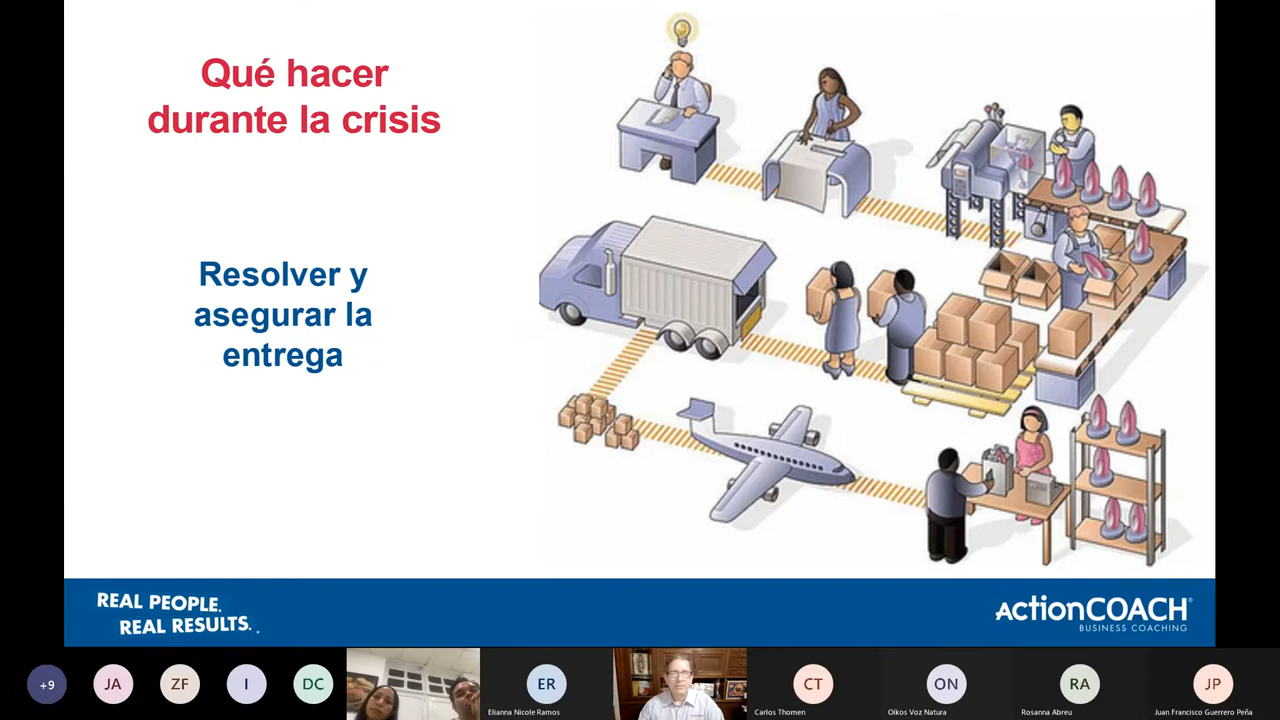 Qué hacer
durante la crisis
Resolver y
asegurar la
entrega
REAL PEOPLE.
REAL RESULTS.
ACTIONCOACH®
BUSINESS COACHING
+9
JA
ZF
I
DC
ER
Elianna Nicole Ramos
CT
Carlos Thomen
ON
Oikos Voz Natura
RA
Rosanna Abreu
JP
Juan Francisco Guerrero Peña